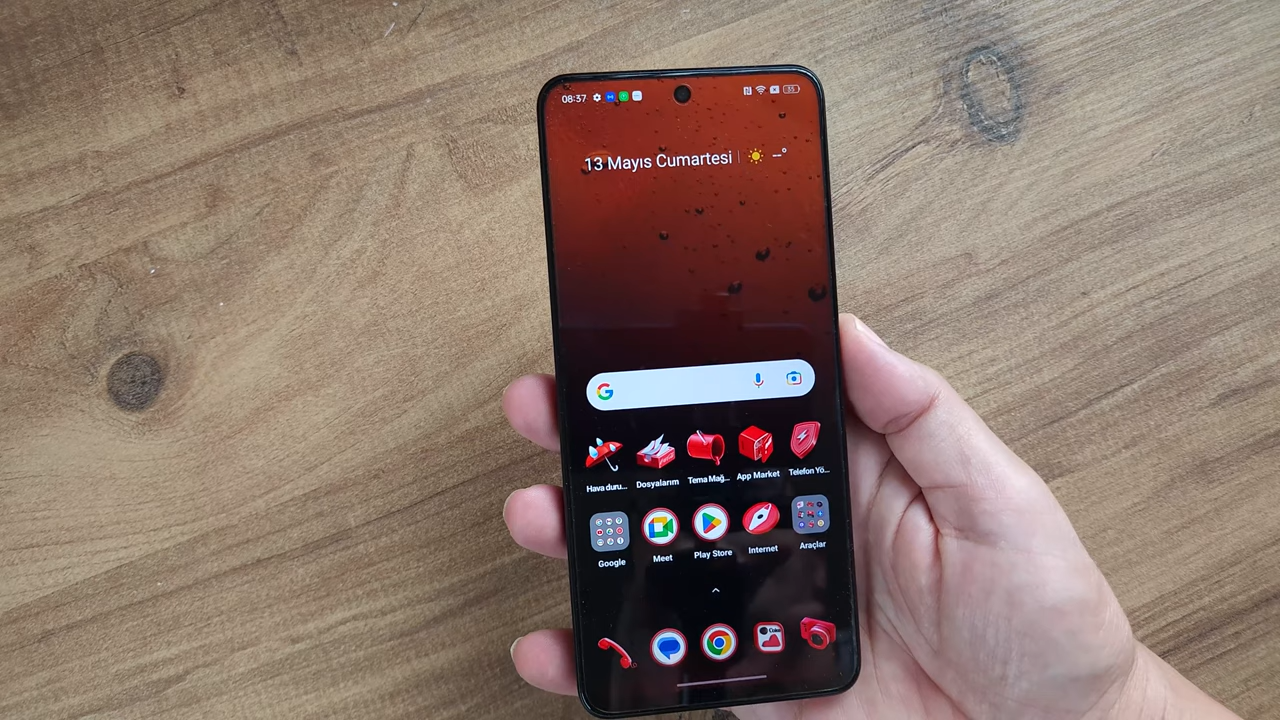 08:37
35
13 Mayıs Cumartesi | --°
Hava duru... Dosyalarım Tema Mağ... App Market Telefon Yö...
Google Meet Play Store Internet Araçlar